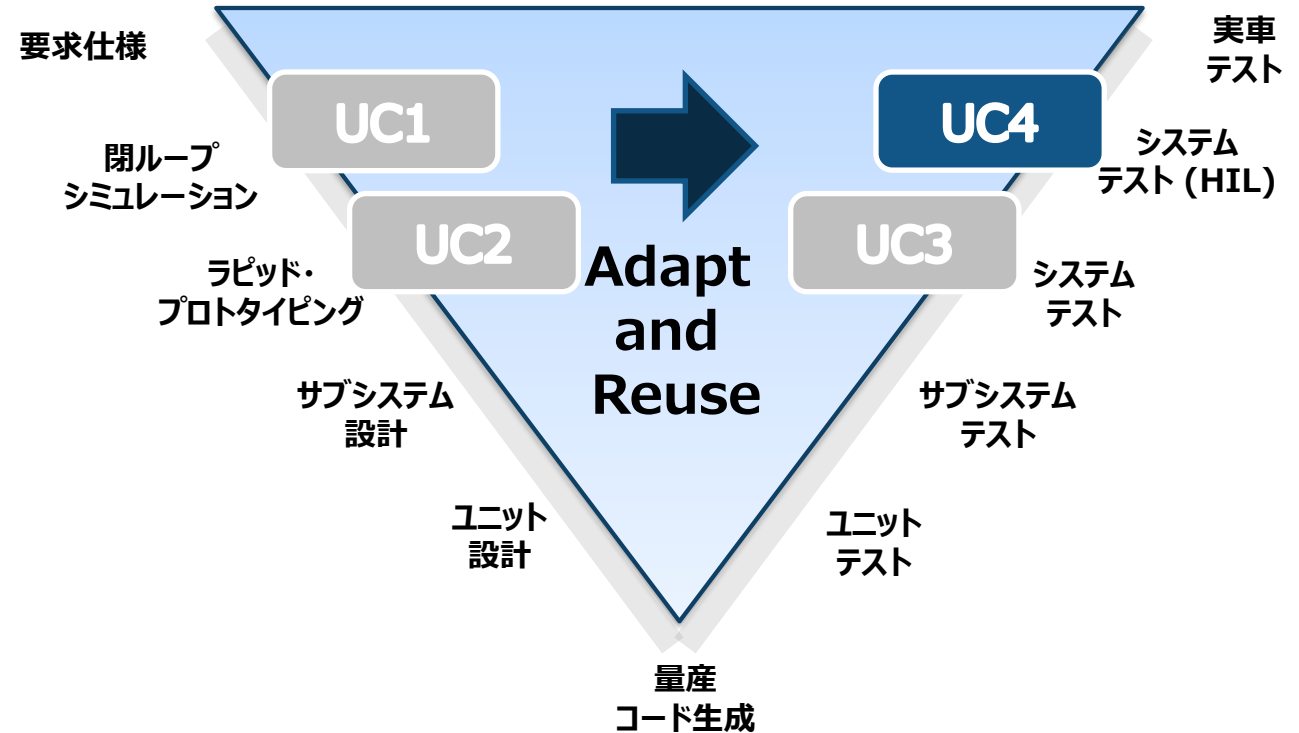 要求仕様
実車
テスト
UC1
UC4
閉ループ
シミュレーション
システム
テスト (HIL)
UC2
UC3
Adapt
and
Reuse
ラピッド・
プロトタイピング
システム
テスト
サブシステム
設計
サブシステム
テスト
ユニット
設計
ユニット
テスト
量産
コード生成